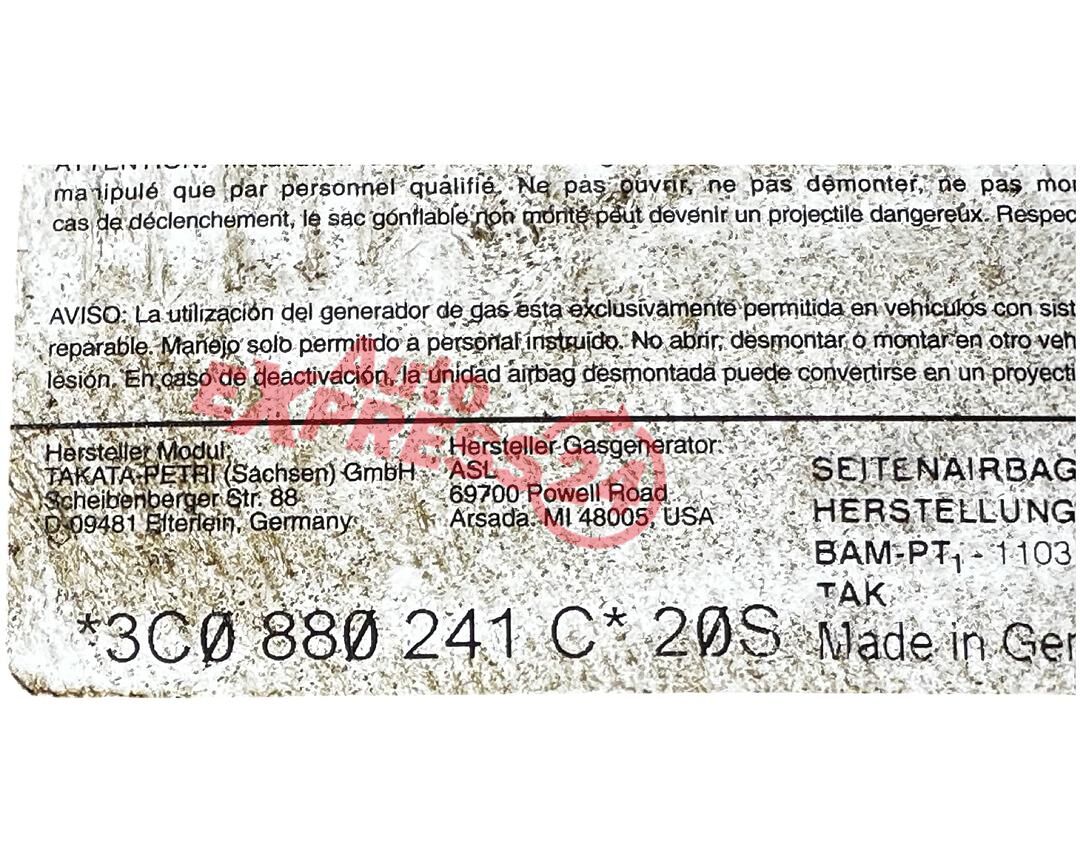 manipulé que par personnel qualifié. Ne pas ouvrir, ne pas démonter, ne pas mon
cas de déclenchement, le sac gonflable non monté peut devenir un projectile dangereux. Respec
AVISO: La utilización del generador de gas esta exclusivamente permitida en vehiculos con sist
reparable. Manejo solo permitido a personal instruido. No abrir, desmontar o montar en otro veh
lesión. En caso de deactivación, la unidad airbag desmontada puede convertirse en un proyecti
Auto
EXPRESS 24
Hersteller Modul:
TAKATA-PETRI (Sachsen) GmbH
Scheibenberger Str. 88
D-09481 Elterlein, Germany
Hersteller Gasgenerator:
ASL
69700 Powell Road
Arsada. MI 48005, USA
SEITENAIRBAG
HERSTELLUNG
BAM-PT1 - 1103
TAK
Made in Ger
*3C0 880 241 C* 20S